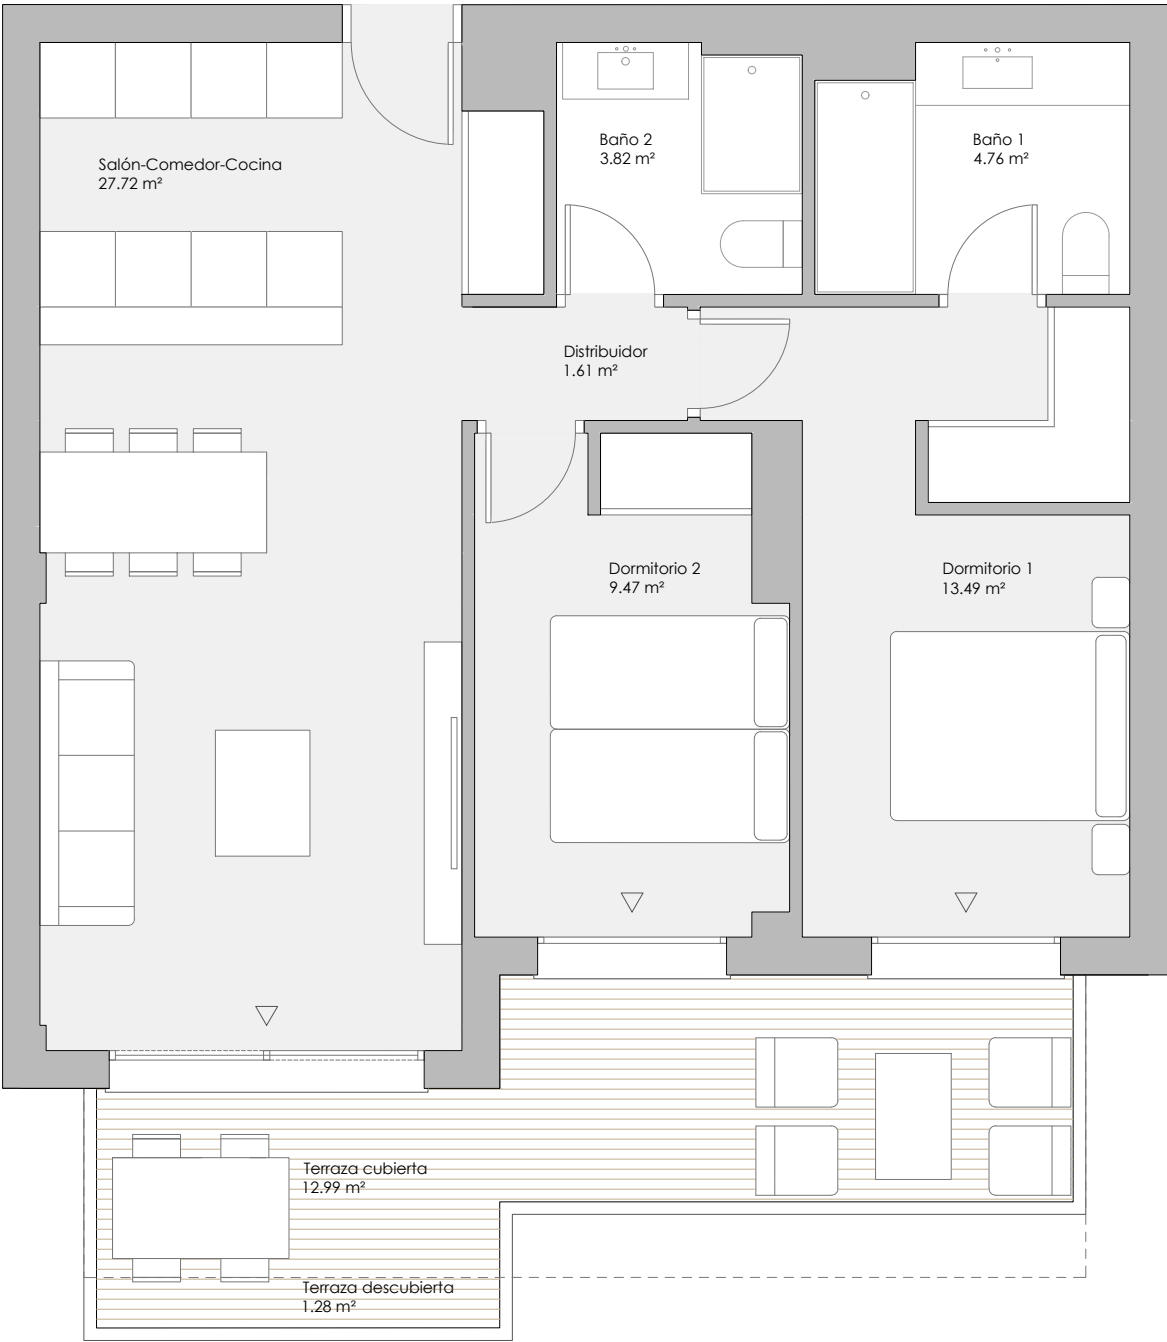 Baño 2
3.82 m²
Baño 1
4.76 m²
Salón-Comedor-Cocina
27.72 m²
Distribuidor
1.61 m²
Dormitorio 2
9.47 m²
Dormitorio 1
13.49 m²
Terraza cubierta
12.99 m²
Terraza descubierta
1.28 m²